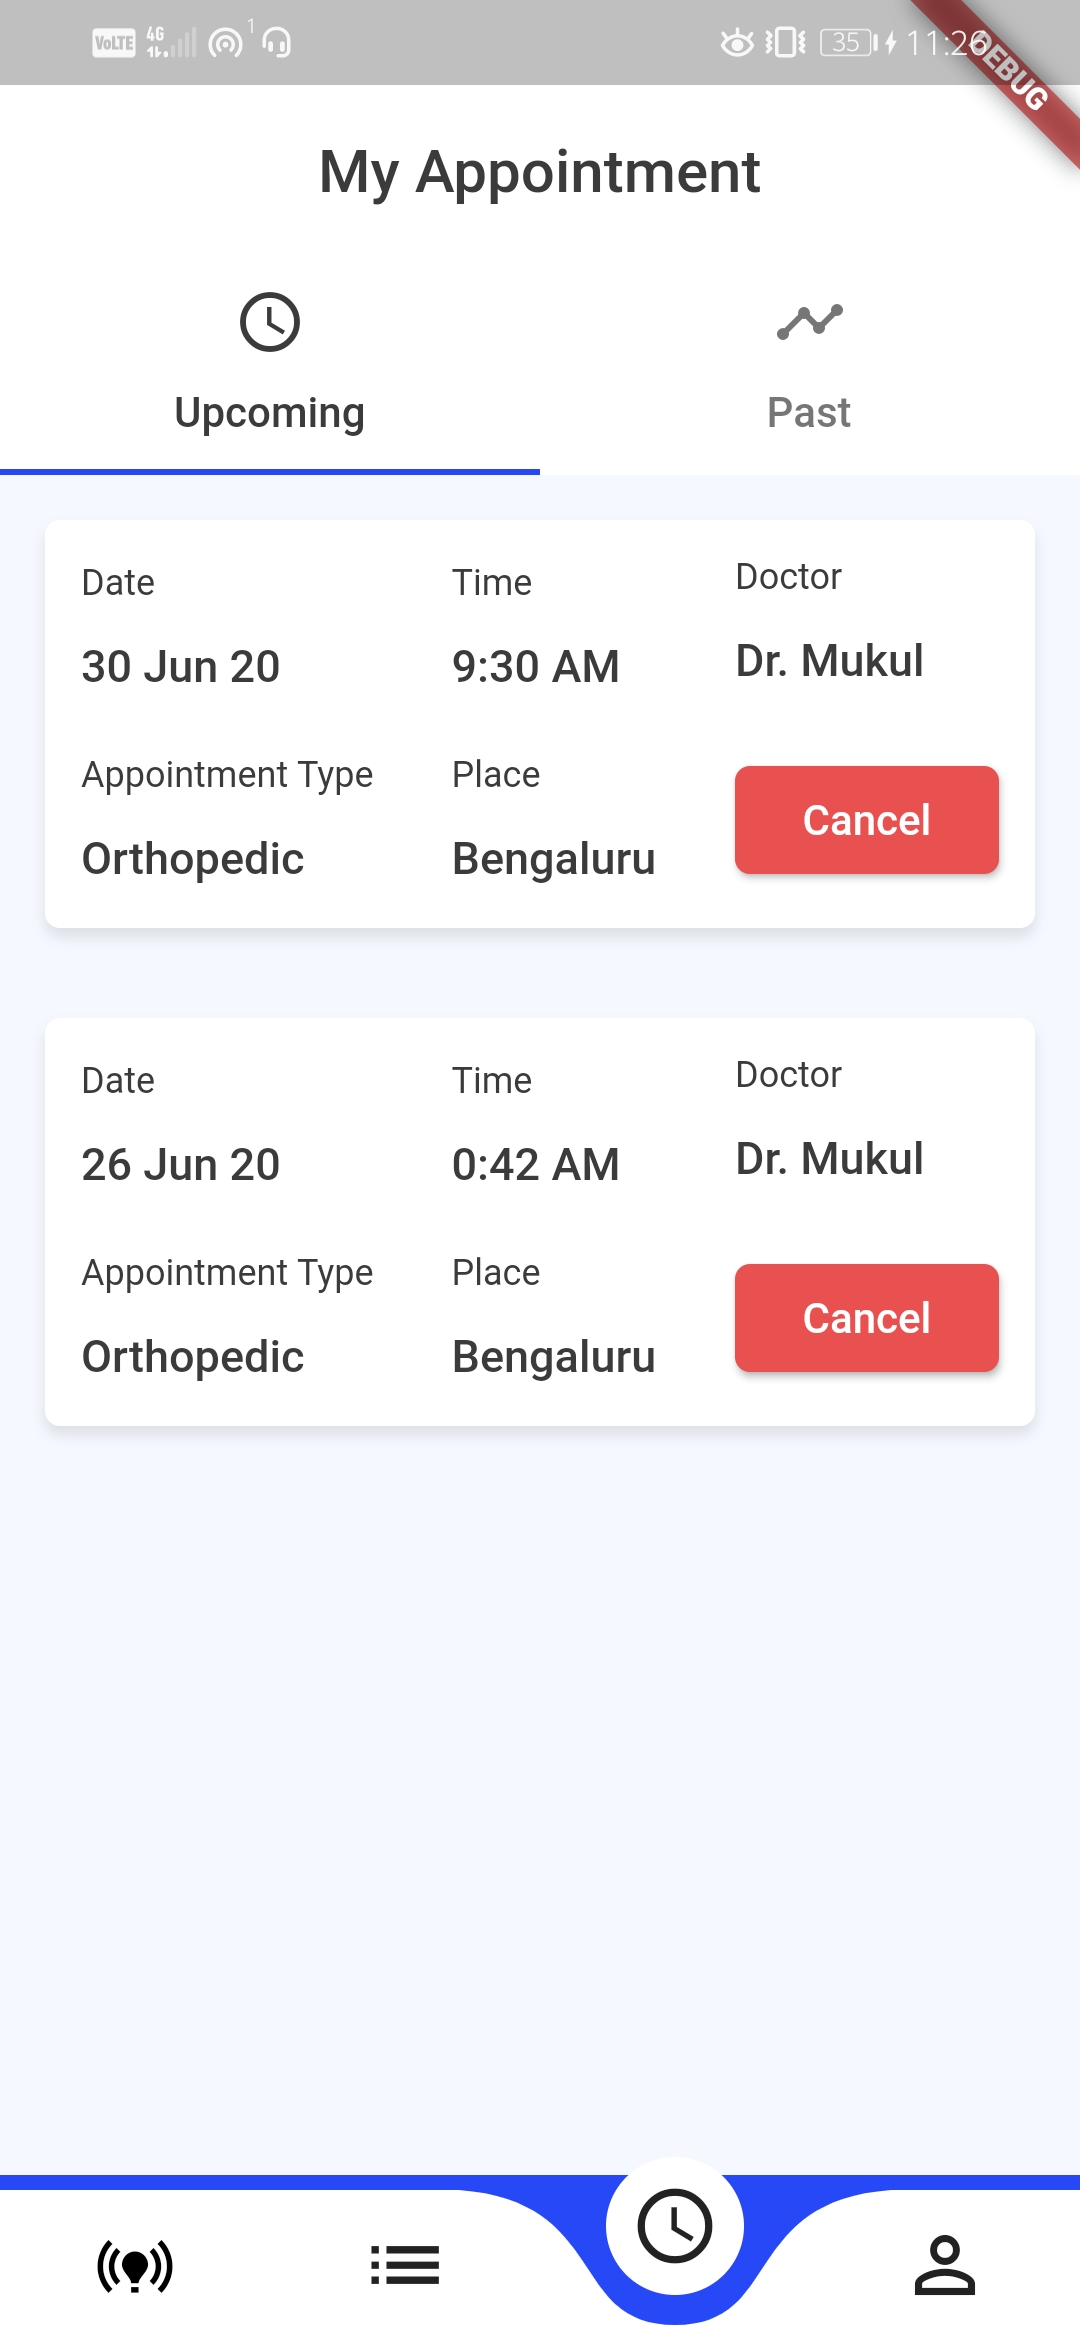 VoLTE 4G 1 35 11:26
DEBUG
My Appointment
Upcoming Past
Date Time Doctor
30 Jun 20 9:30 AM Dr. Mukul
Appointment Type Place
Orthopedic Bengaluru Cancel
Date Time Doctor
26 Jun 20 0:42 AM Dr. Mukul
Appointment Type Place
Orthopedic Bengaluru Cancel